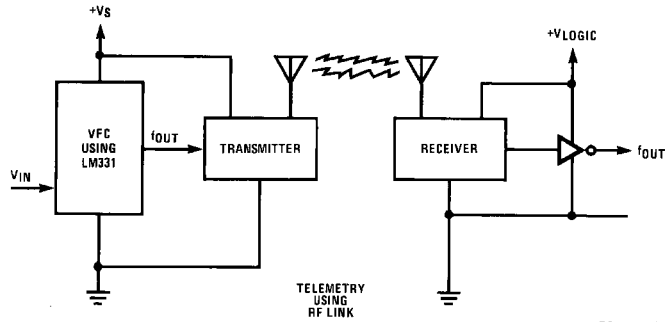 +VS
+VLOGIC
VFC
USING
LM331
fOUT
TRANSMITTER
RECEIVER
fOUT
VIN
TELEMETRY
USING
RF LINK